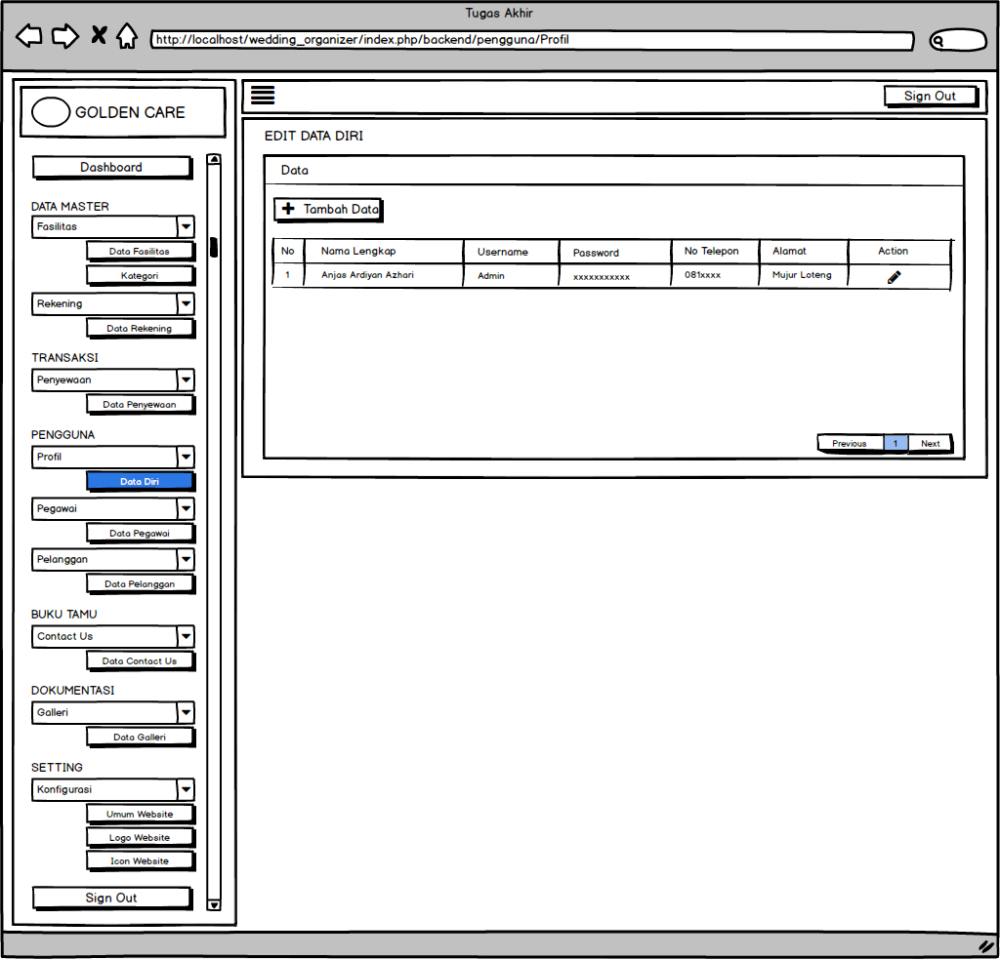 Tugas Akhir
http://localhost/wedding_organizer/index.php/backend/pengguna/Profil
GOLDEN CARE
Dashboard
DATA MASTER
Fasilitas
Data Fasilitas
Kategori
Rekening
Data Rekening
TRANSAKSI
Penyewaan
Data Penyewaan
PENGGUNA
Profil
Data Diri
Pegawai
Data Pegawai
Pelanggan
Data Pelanggan
BUKU TAMU
Contact Us
Data Contact Us
DOKUMENTASI
Galleri
Data Galleri
SETTING
Konfigurasi
Umum Website
Logo Website
Icon Website
Sign Out
Sign Out
EDIT DATA DIRI
Data
Tambah Data
No Nama Lengkap Username Password No Telepon Alamat Action
1 Anjas Ardiyan Azhari Admin xxxxxxxxxxx 081xxxx Mujur Loteng
Previous 1 Next